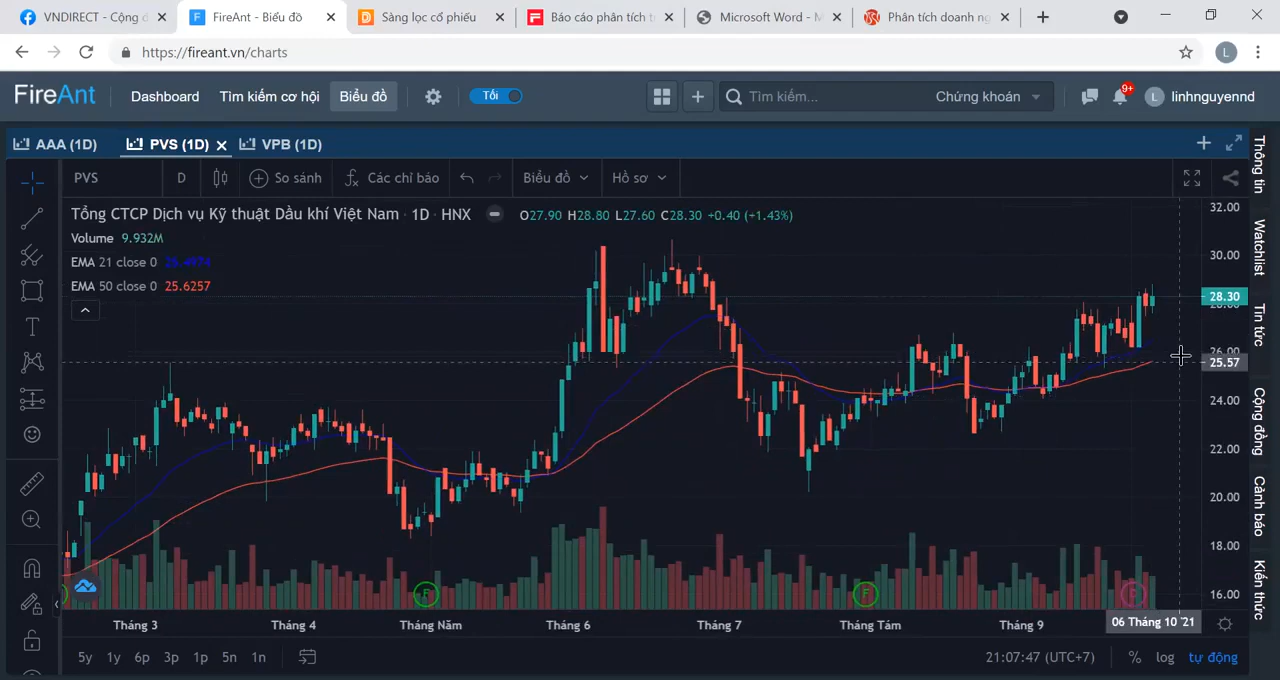 VNDIRECT - Cộng đ
FireAnt - Biểu đồ
Sàng lọc cổ phiếu
Báo cáo phân tích t
Microsoft Word - M
Phân tích doanh ng
https://fireant.vn/charts
L
FireAnt
Dashboard
Tìm kiếm cơ hội
Biểu đồ
Tối
Tìm kiếm...
Chứng khoán
9+
L
linhnguyennd
AAA (1D)
PVS (1D)
VPB (1D)
PVS
D
So sánh
Các chỉ báo
Biểu đồ
Hồ sơ
Tổng CTCP Dịch vụ Kỹ thuật Dầu khí Việt Nam · 1D · HNX
O27.90 H28.80 L27.60 C28.30 +0.40 (+1.43%)
Volume 9.932M
EMA 21 close 0 26.4974
EMA 50 close 0 25.6257
32.00
30.00
28.30
28.00
26.00
25.57
24.00
22.00
20.00
18.00
16.00
F
F
Tháng 3
Tháng 4
Tháng Năm
Tháng 6
Tháng 7
Tháng Tám
Tháng 9
06 Tháng 10 '21
5y 1y 6p 3p 1p 5n 1n
21:07:47 (UTC+7)
%
log
tự động
Thông tin
Watchlist
Tin tức
Cộng đồng
Cảnh báo
Kiến thức